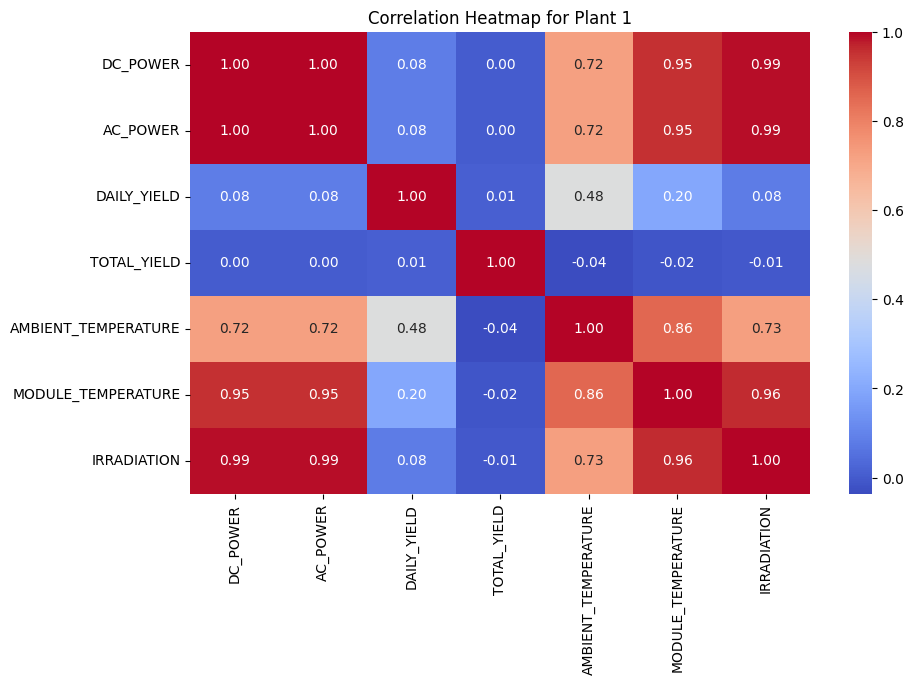 Correlation Heatmap for Plant 1
DC_POWER 1.00 1.00 0.08 0.00 0.72 0.95 0.99
AC_POWER 1.00 1.00 0.08 0.00 0.72 0.95 0.99
DAILY_YIELD 0.08 0.08 1.00 0.01 0.48 0.20 0.08
TOTAL_YIELD 0.00 0.00 0.01 1.00 -0.04 -0.02 -0.01
AMBIENT_TEMPERATURE 0.72 0.72 0.48 -0.04 1.00 0.86 0.73
MODULE_TEMPERATURE 0.95 0.95 0.20 -0.02 0.86 1.00 0.96
IRRADIATION 0.99 0.99 0.08 -0.01 0.73 0.96 1.00
DC_POWER
AC_POWER
DAILY_YIELD
TOTAL_YIELD
AMBIENT_TEMPERATURE
MODULE_TEMPERATURE
IRRADIATION
1.0
0.8
0.6
0.4
0.2
0.0